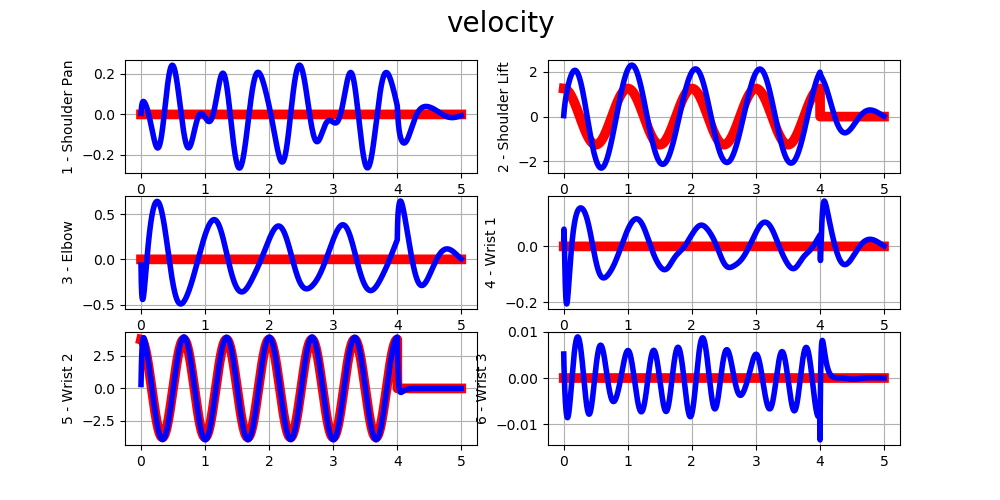 velocity
1 - Shoulder Pan
0.2
0.0
−0.2
0 1 2 3 4 5
2 - Shoulder Lift
2
0
−2
0 1 2 3 4 5
3 - Elbow
0.5
0.0
−0.5
0 1 2 3 4 5
4 - Wrist 1
0.0
−0.2
0 1 2 3 4 5
5 - Wrist 2
2.5
0.0
−2.5
0 1 2 3 4 5
6 - Wrist 3
0.01
0.00
−0.01
0 1 2 3 4 5